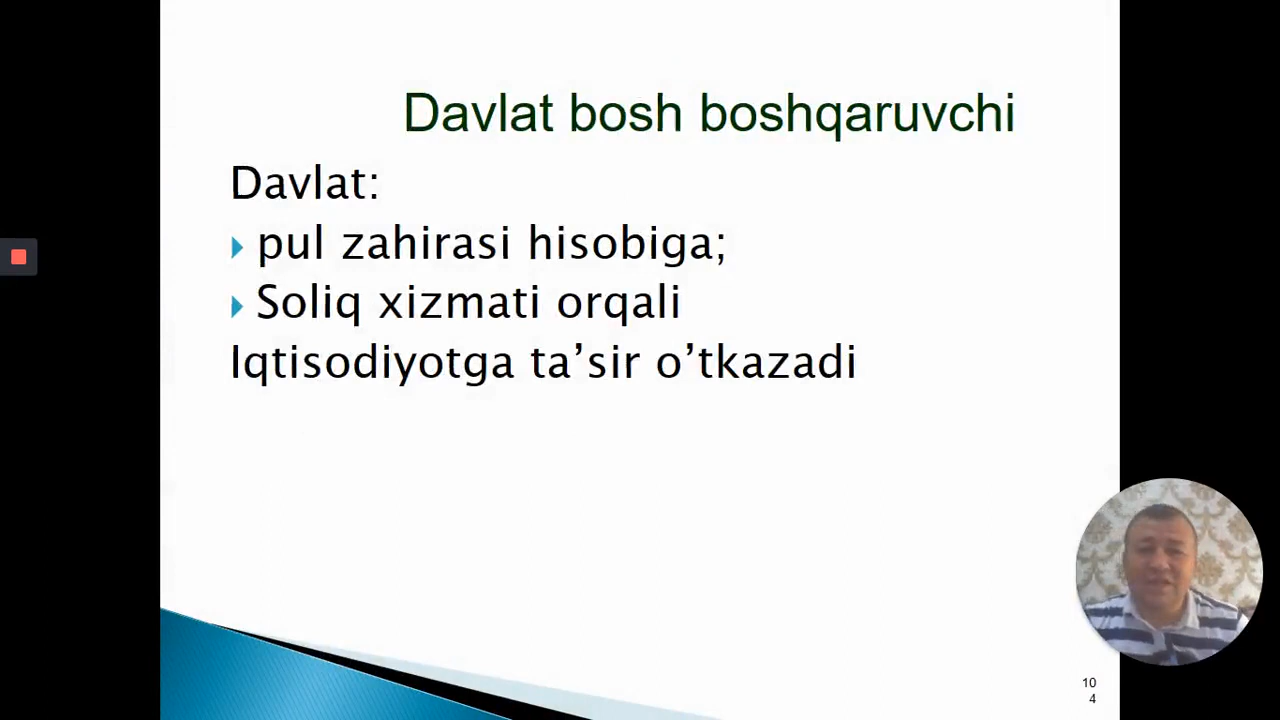 Davlat bosh boshqaruvchi
Davlat:
pul zahirasi hisobiga;
Soliq xizmati orqali
Iqtisodiyotga ta’sir o’tkazadi
10
4